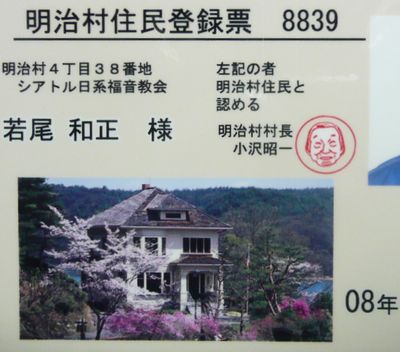 明治村住民登録票 8839
明治村４丁目３８番地
シアトル日系福音教会
若尾 和正 様
左記の者
明治村住民と
認める
明治村村長
小沢昭一
08年